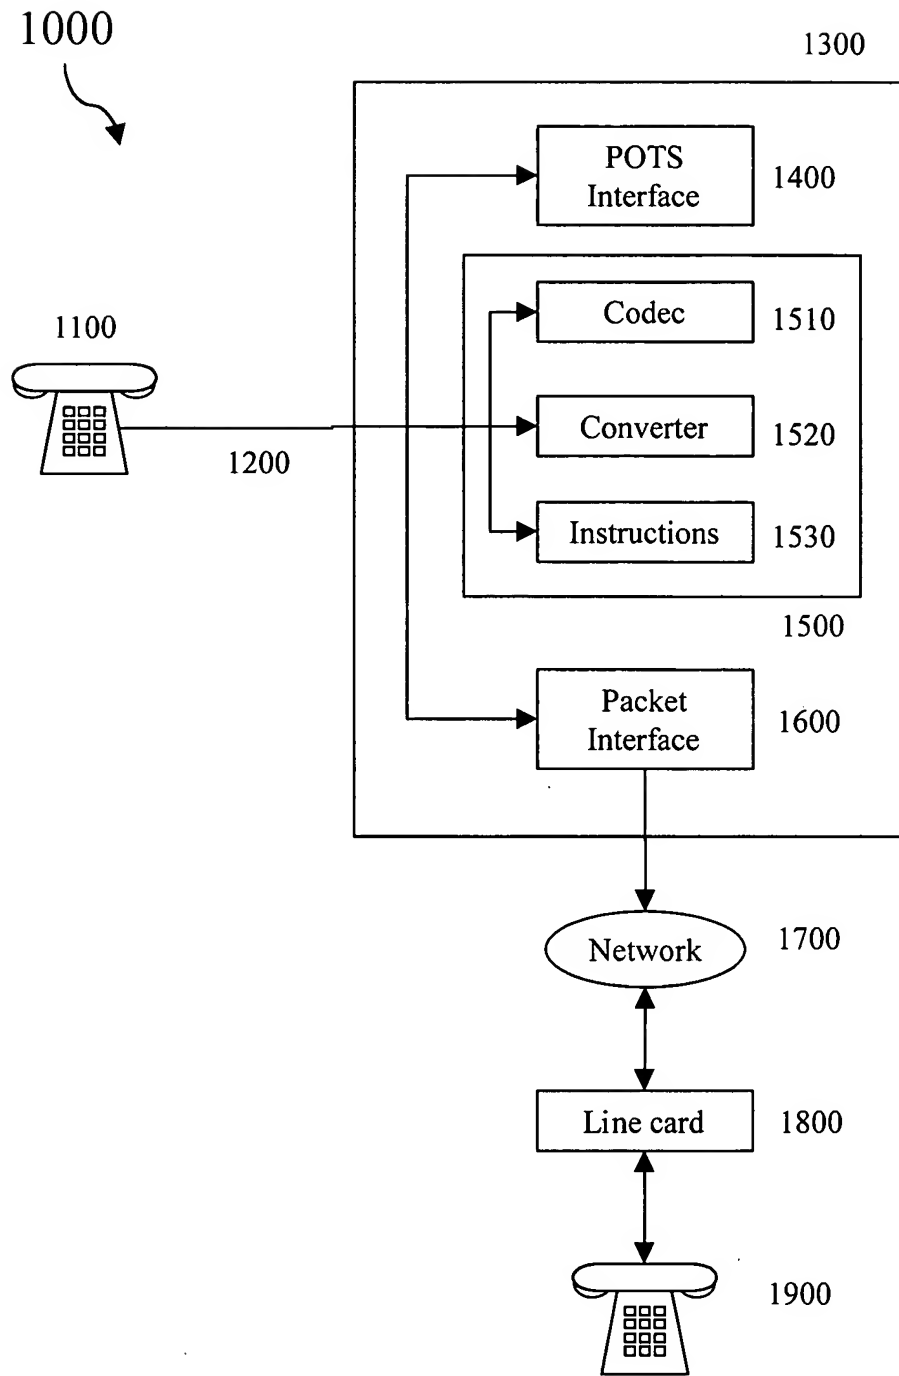 1000
1300
POTS
Interface
1400
Codec
1510
1100
Converter
1520
1200
Instructions
1530
1500
Packet
Interface
1600
Network
1700
Line card
1800
1900